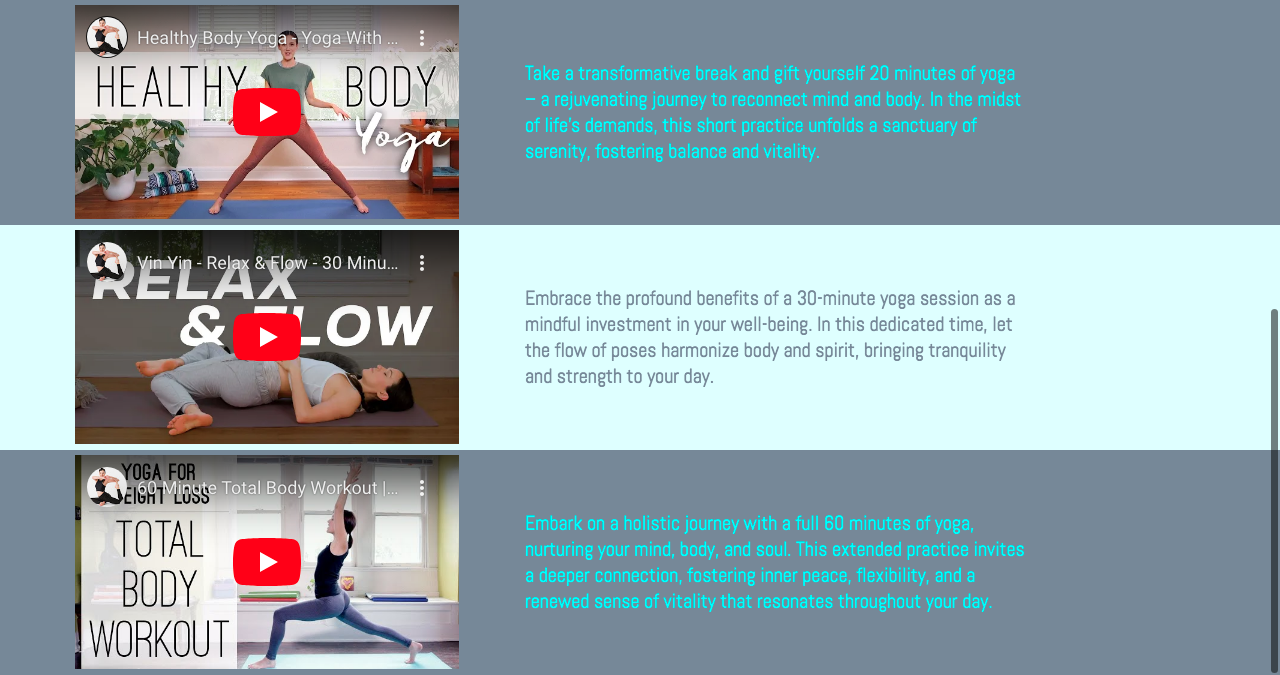 Healthy Body Yoga - Yoga With ...
HEALTHY BODY
Yoga
Take a transformative break and gift yourself 20 minutes of yoga
– a rejuvenating journey to reconnect mind and body. In the midst
of life's demands, this short practice unfolds a sanctuary of
serenity, fostering balance and vitality.
Vin Yin - Relax & Flow - 30 Minu...
RELAX
& FLOW
Embrace the profound benefits of a 30-minute yoga session as a
mindful investment in your well-being. In this dedicated time, let
the flow of poses harmonize body and spirit, bringing tranquility
and strength to your day.
YOGA FOR
WEIGHT LOSS
60 Minute Total Body Workout |...
TOTAL
BODY
WORKOUT
Embark on a holistic journey with a full 60 minutes of yoga,
nurturing your mind, body, and soul. This extended practice invites
a deeper connection, fostering inner peace, flexibility, and a
renewed sense of vitality that resonates throughout your day.